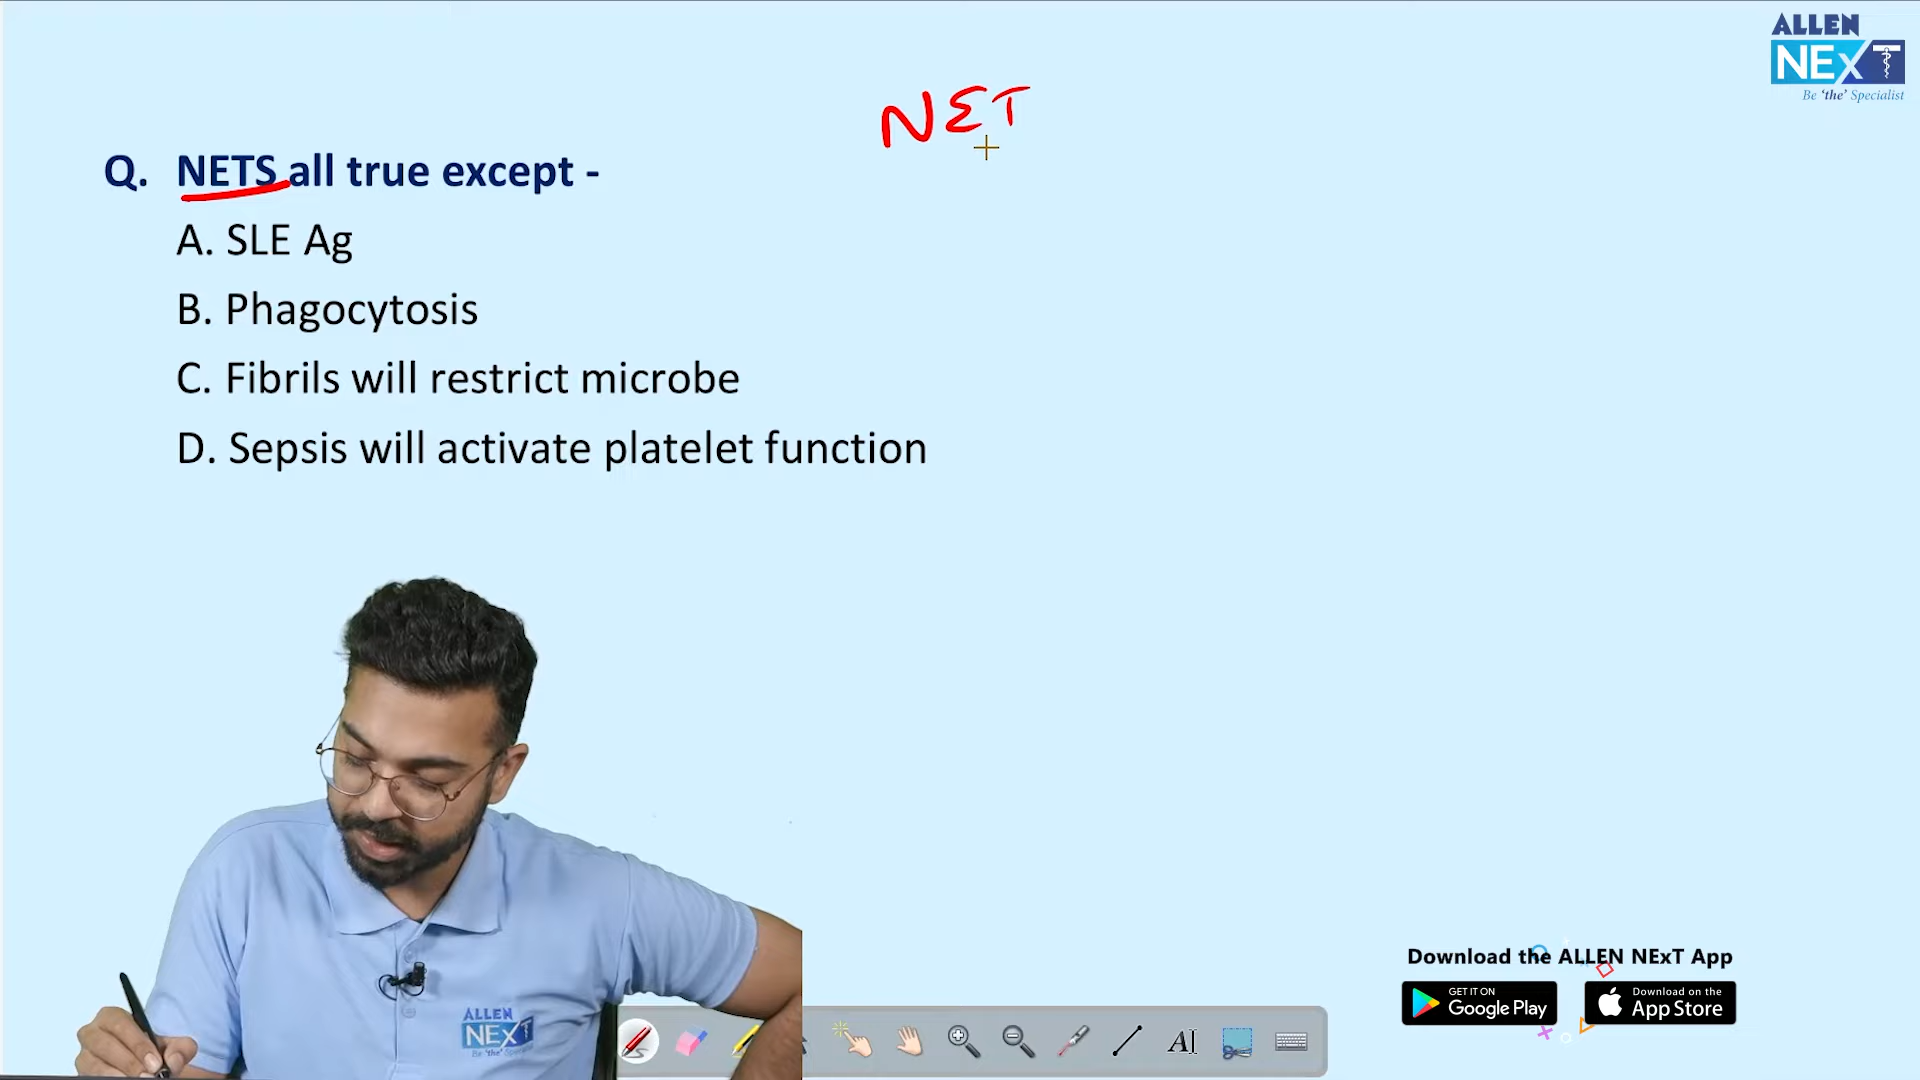 ALLEN
NEXT
Be 'the' Specialist
NET
Q. NETS all true except -
A. SLE Ag
B. Phagocytosis
C. Fibrils will restrict microbe
D. Sepsis will activate platelet function
ALLEN
NEXT
Download the ALLEN NExT App
GET IT ON
Google Play
Download on the
App Store
AI